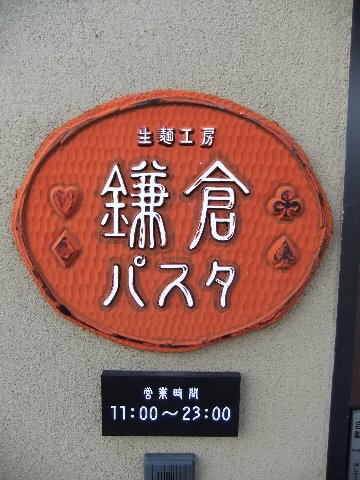 生麺工房
鎌倉
パスタ
営業時間
11:00〜23:00